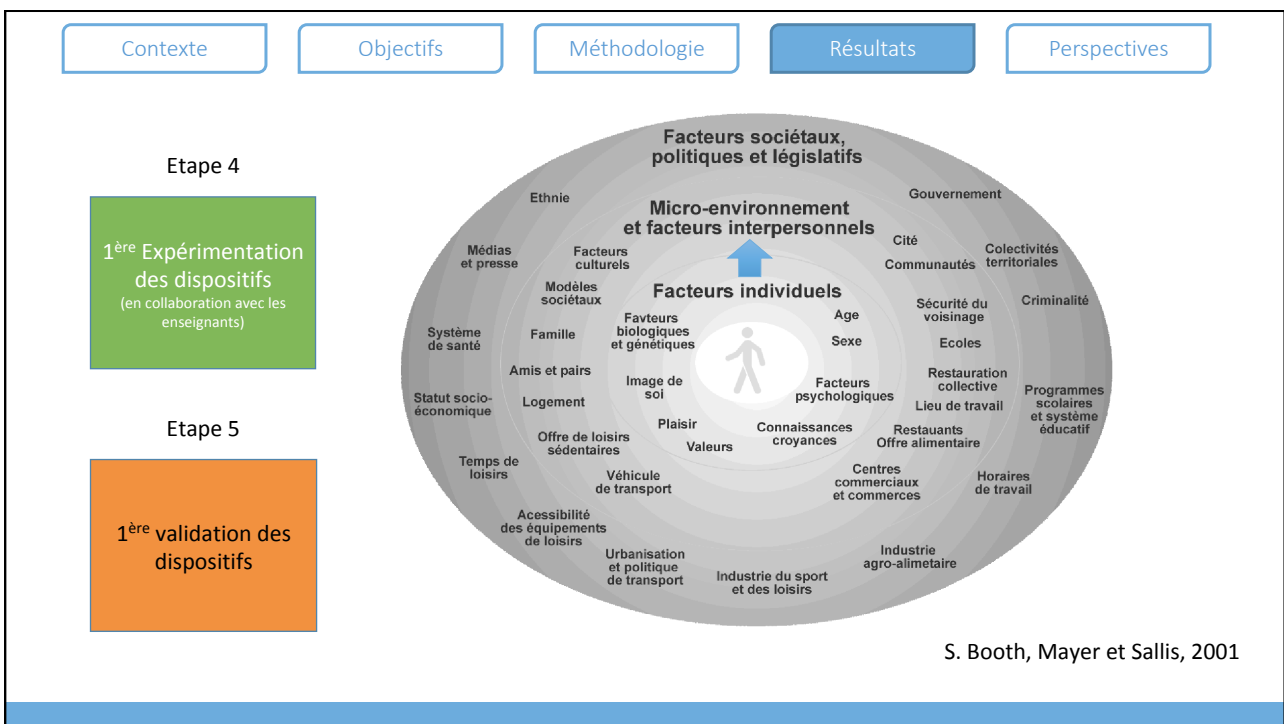 Contexte
Objectifs
Méthodologie
Résultats
Perspectives
Etape 4
1ère Expérimentation
des dispositifs
(en collaboration avec les
enseignants)
Etape 5
1ère validation des
dispositifs
Facteurs sociétaux,
politiques et législatifs
Ethnie
Gouvernement
Médias
et presse
Colectivités
territoriales
Criminalité
Système
de santé
Statut socio-
économique
Programmes
scolaires
et système
éducatif
Temps de
loisirs
Horaires
de travail
Acessibilité
des équipements
de loisirs
Urbanisation
et politique
de transport
Industrie du sport
et des loisirs
Industrie
agro-alimetaire
Micro-environnement
et facteurs interpersonnels
Facteurs
culturels
Cité
Communautés
Modèles
sociétaux
Sécurité du
voisinage
Famille
Ecoles
Amis et pairs
Restauration
collective
Logement
Lieu de travail
Offre de loisirs
sédentaires
Restauants
Offre alimentaire
Véhicule
de transport
Centres
commerciaux
et commerces
Facteurs individuels
Favteurs
biologiques
et génétiques
Age
Sexe
Image de
soi
Facteurs
psychologiques
Plaisir
Valeurs
Connaissances
croyances
S. Booth, Mayer et Sallis, 2001